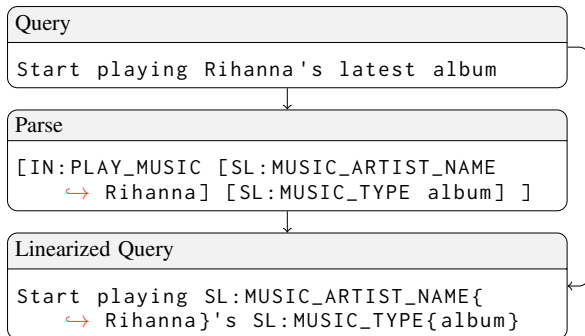 Query
Start playing Rihanna's latest album
Parse
[IN:PLAY_MUSIC [SL:MUSIC_ARTIST_NAME
↪ Rihanna] [SL:MUSIC_TYPE album] ]
Linearized Query
Start playing SL:MUSIC_ARTIST_NAME{
↪ Rihanna}'s SL:MUSIC_TYPE{album}